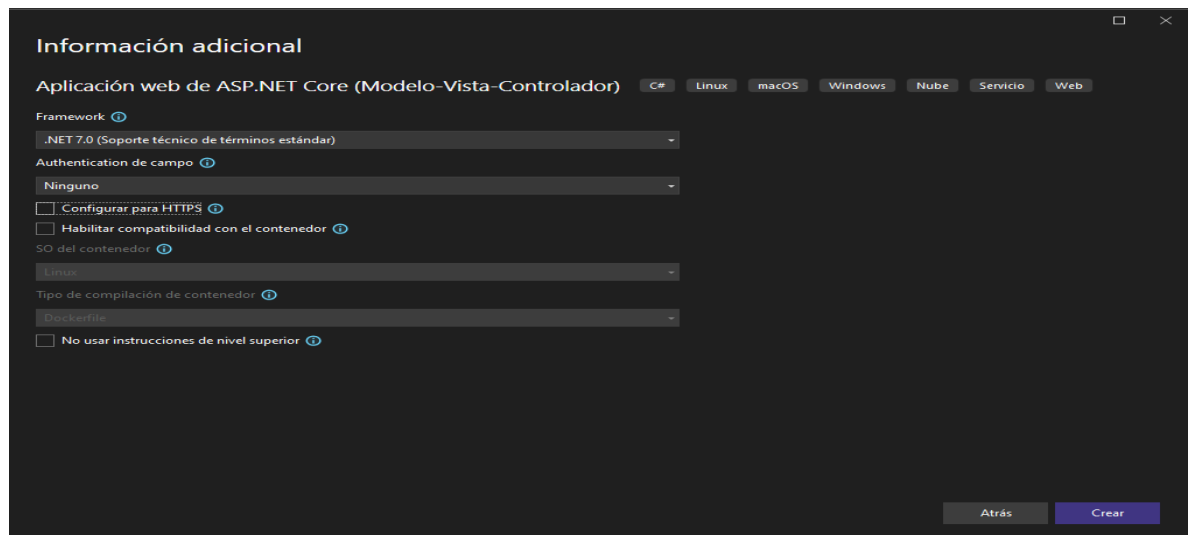 Información adicional
Aplicación web de ASP.NET Core (Modelo-Vista-Controlador) C# Linux macOS Windows Nube Servicio Web
Framework
.NET 7.0 (Soporte técnico de términos estándar)
Authentication de campo
Ninguno
Configurar para HTTPS
Habilitar compatibilidad con el contenedor
SO del contenedor
Linux
Tipo de compilación de contenedor
Dockerfile
No usar instrucciones de nivel superior
Atrás Crear